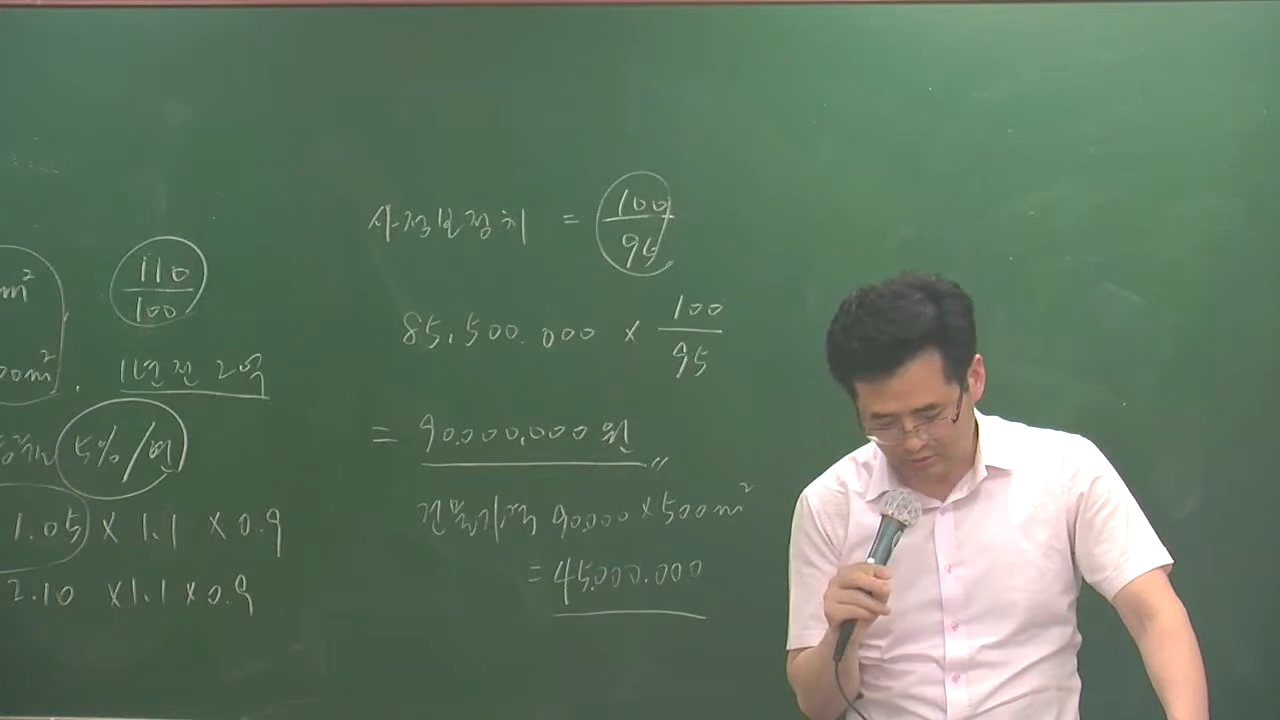 m²
110
100
00m². 1년전 2억
5%/년
1.05 × 1.1 × 0.9
2.10 × 1.1 × 0.9
사정보정치 = 100
95
85,500.000 × 100
95
= 90.000,000원〃
건물가격 90,000 × 500m²
= 45.000.000